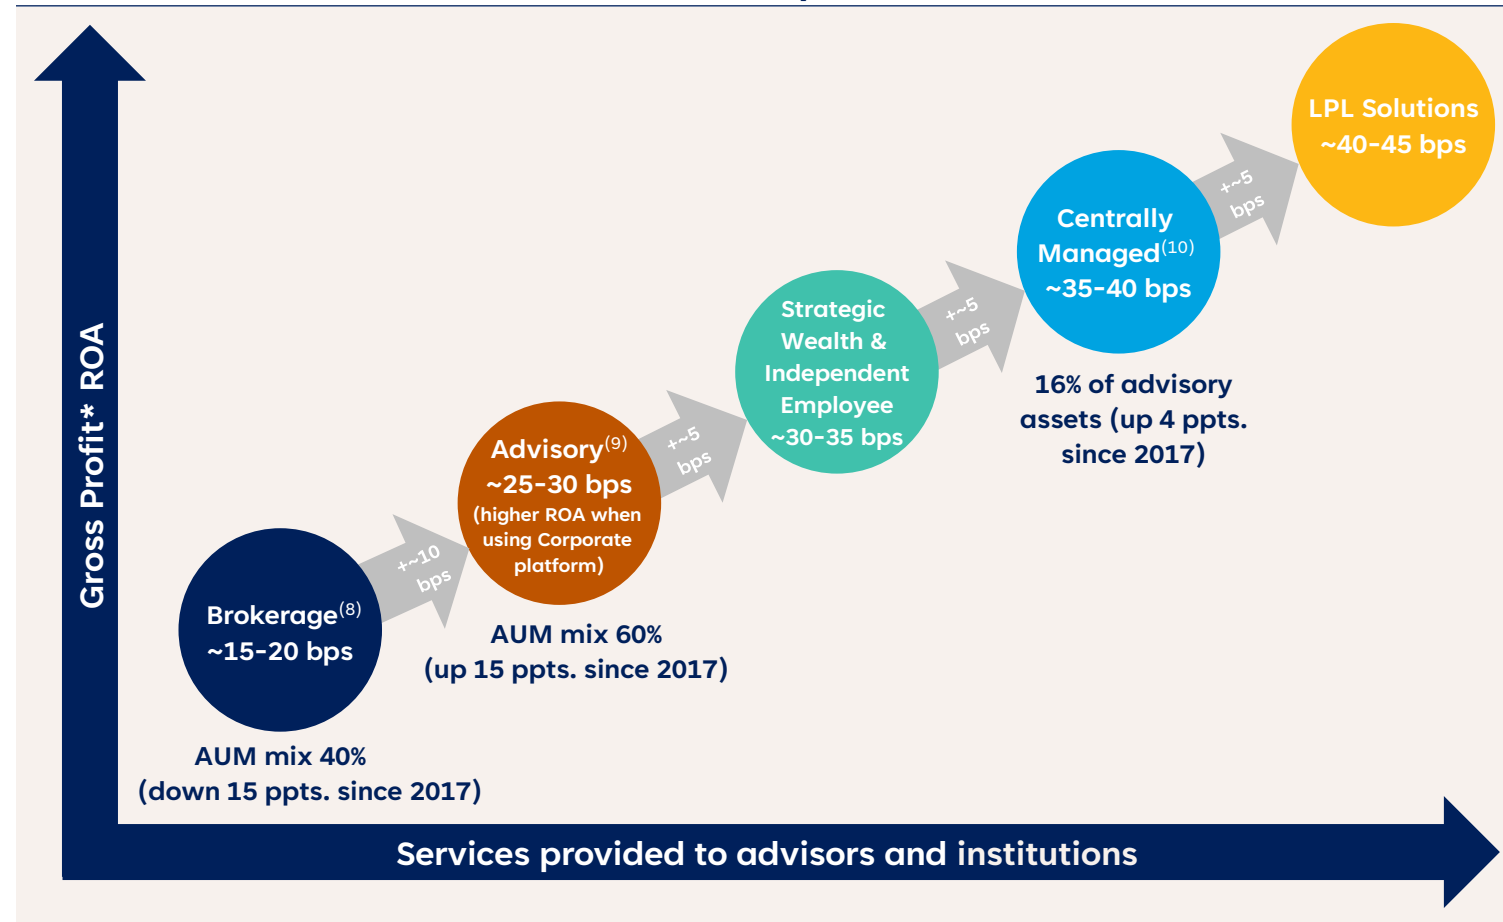 Gross Profit* ROA
LPL Solutions
~40-45 bps
+~5
bps
Centrally
Managed(10)
~35-40 bps
16% of advisory
assets (up 4 ppts.
since 2017)
+~5
bps
Strategic
Wealth &
Independent
Employee
~30-35 bps
+~5
bps
Advisory(9)
~25-30 bps
(higher ROA when
using Corporate
platform)
AUM mix 60%
(up 15 ppts. since 2017)
+~10
bps
Brokerage(8)
~15-20 bps
AUM mix 40%
(down 15 ppts. since 2017)
Services provided to advisors and institutions